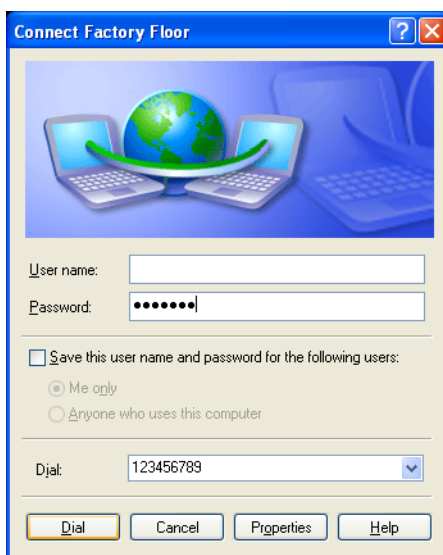 Connect Factory Floor
User name:
Password: •••••••
Save this user name and password for the following users:
Me only
Anyone who uses this computer
Dial: 123456789
Dial Cancel Properties Help